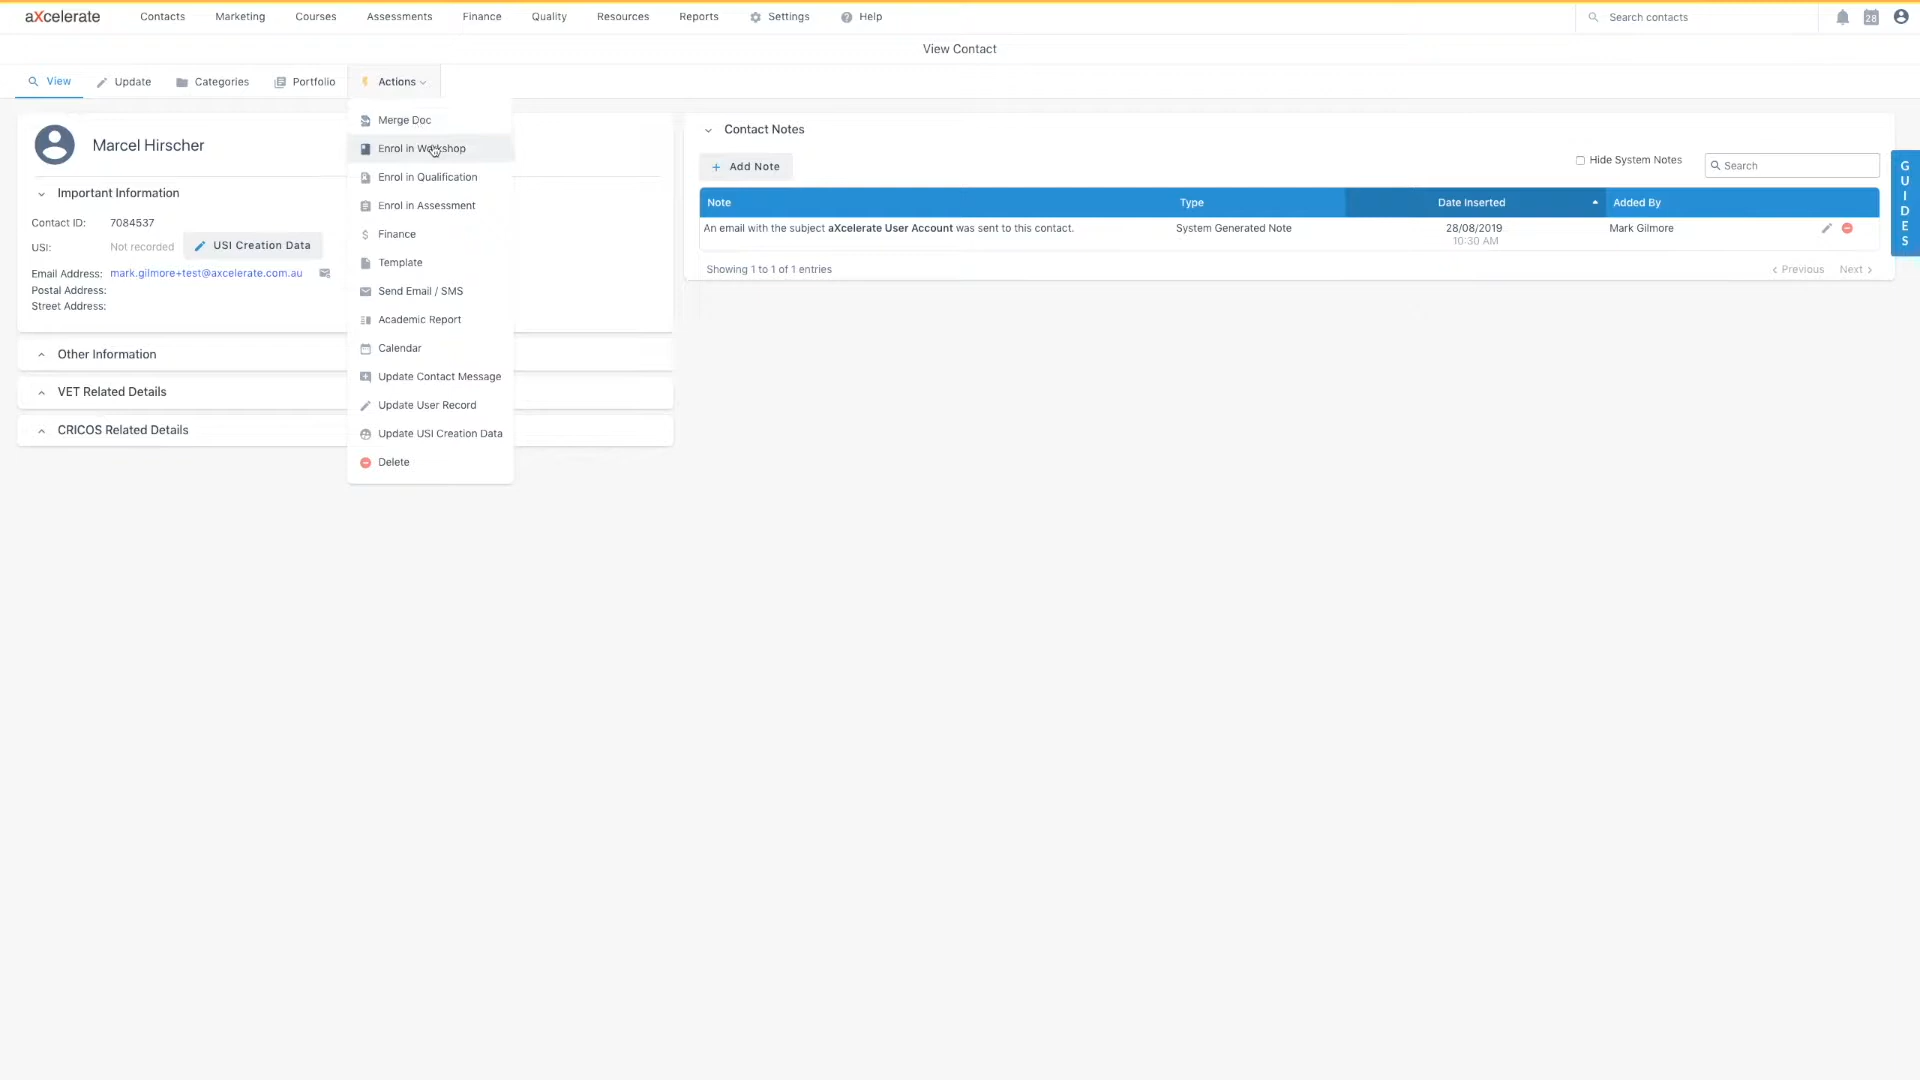 aXcelerate Contacts Marketing Courses Assessments Finance Quality Resources Reports Settings Help Search contacts 28
View Contact
View Update Categories Portfolio Actions
Marcel Hirscher
Important Information
Contact ID: 7084537
USI: Not recorded USI Creation Data
Email Address: mark.gilmore+test@axcelerate.com.au
Postal Address:
Street Address:
Other Information
VET Related Details
CRICOS Related Details
Merge Doc
Enrol in Workshop
Enrol in Qualification
Enrol in Assessment
Finance
Template
Send Email / SMS
Academic Report
Calendar
Update Contact Message
Update User Record
Update USI Creation Data
Delete
Contact Notes
Add Note Hide System Notes Search
Note Type Date Inserted Added By
An email with the subject aXcelerate User Account was sent to this contact. System Generated Note 28/08/2019 Mark Gilmore
10:30 AM
Showing 1 to 1 of 1 entries Previous Next
GUIDES